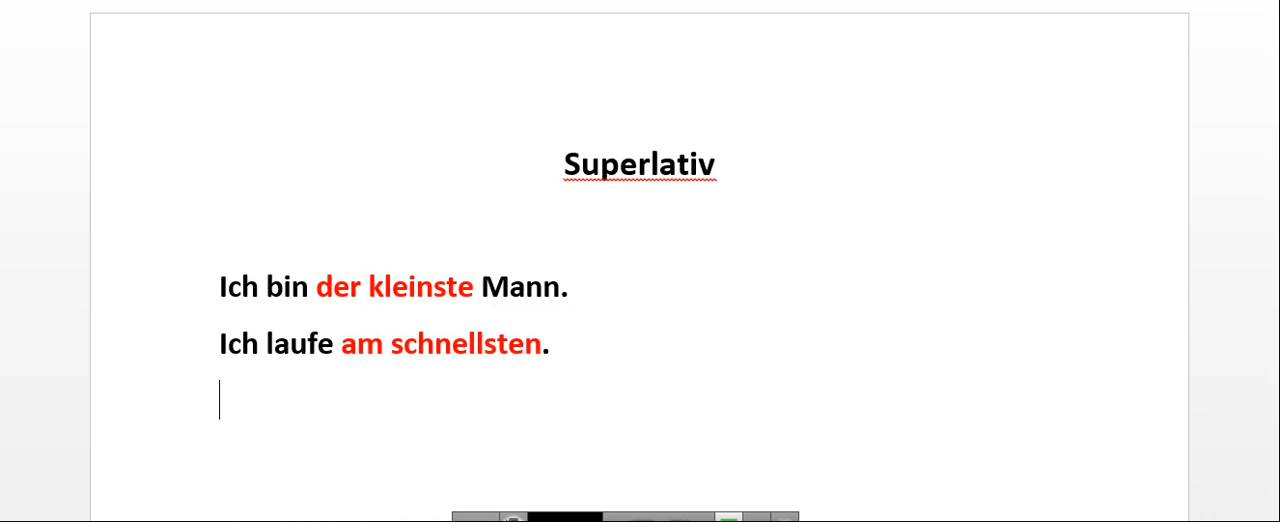 Superlativ
Ich bin der kleinste Mann.
Ich laufe am schnellsten.